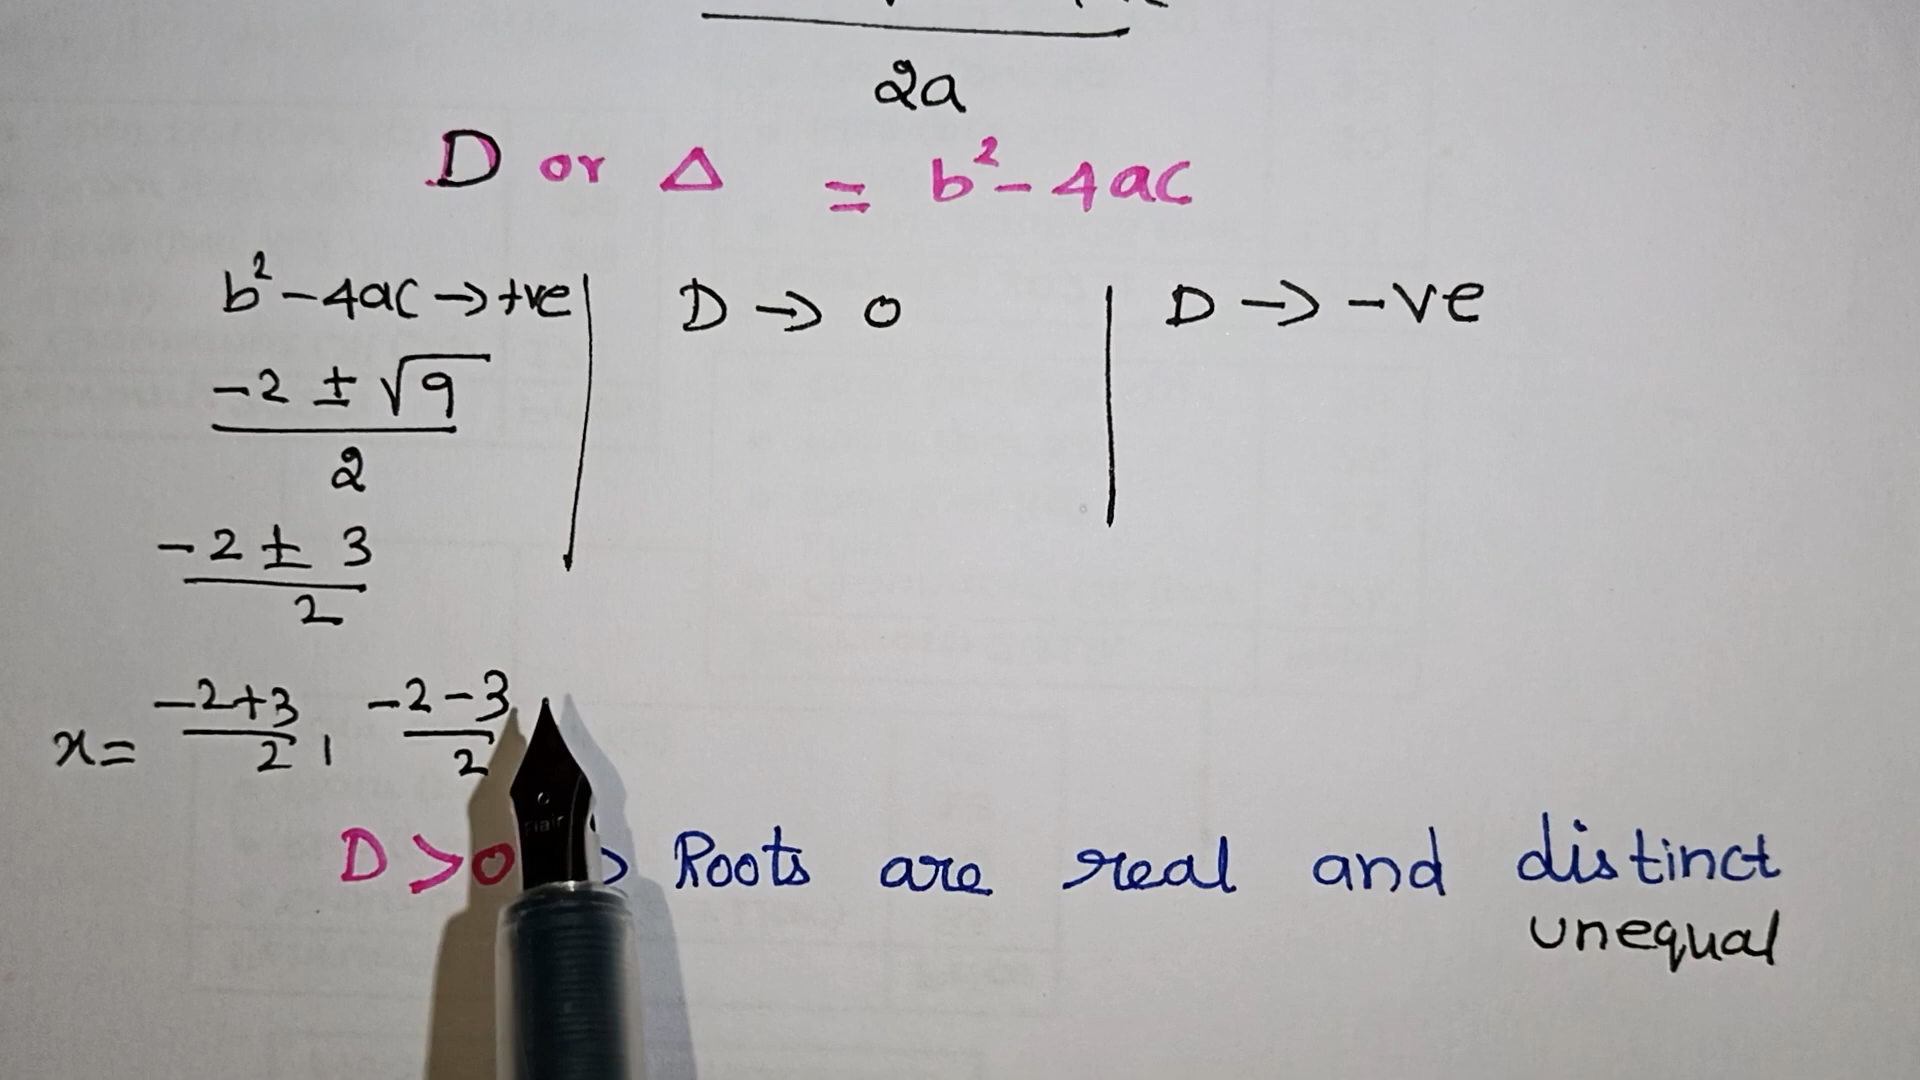 2a
D or Δ = b²-4ac
b²-4ac→+ve | D→0 | D→-ve
-2 ± √9
2
-2 ± 3
2
x= -2+3/2, -2-3/2
D>0 > Roots are real and distinct
unequal
Flair